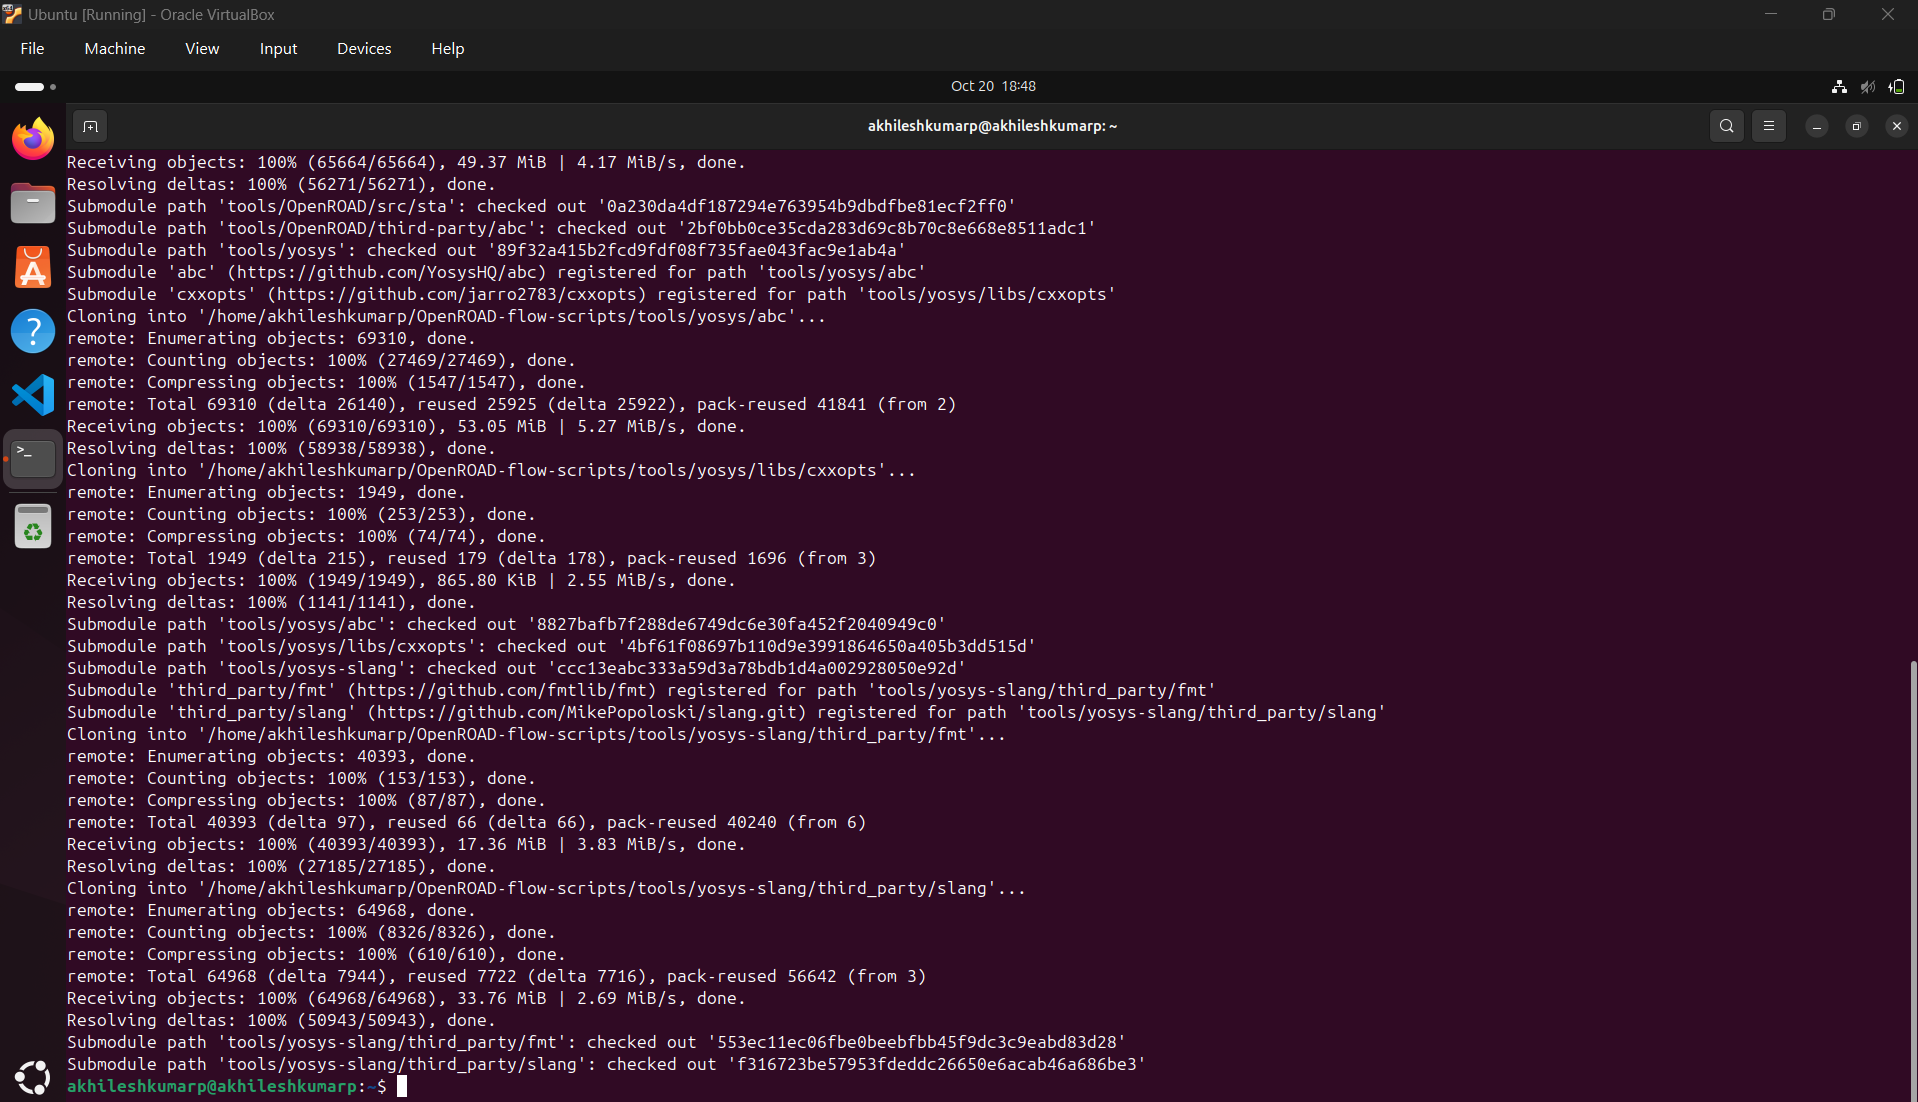 Ubuntu [Running] - Oracle VirtualBox
File Machine View Input Devices Help
Oct 20 18:48
akhileshkumarp@akhileshkumarp: ~
Receiving objects: 100% (65664/65664), 49.37 MiB | 4.17 MiB/s, done.
Resolving deltas: 100% (56271/56271), done.
Submodule path 'tools/OpenROAD/src/sta': checked out '0a230da4df187294e763954b9dbdfbe81ecf2ff0'
Submodule path 'tools/OpenROAD/third-party/abc': checked out '2bf0bb0ce35cda283d69c8b70c8e668e8511adc1'
Submodule path 'tools/yosys': checked out '89f32a415b2fcd9fdf08f735fae043fac9e1ab4a'
Submodule 'abc' (https://github.com/YosysHQ/abc) registered for path 'tools/yosys/abc'
Submodule 'cxxopts' (https://github.com/jarro2783/cxxopts) registered for path 'tools/yosys/libs/cxxopts'
Cloning into '/home/akhileshkumarp/OpenROAD-flow-scripts/tools/yosys/abc'...
remote: Enumerating objects: 69310, done.
remote: Counting objects: 100% (27469/27469), done.
remote: Compressing objects: 100% (1547/1547), done.
remote: Total 69310 (delta 26140), reused 25925 (delta 25922), pack-reused 41841 (from 2)
Receiving objects: 100% (69310/69310), 53.05 MiB | 5.27 MiB/s, done.
Resolving deltas: 100% (58938/58938), done.
Cloning into '/home/akhileshkumarp/OpenROAD-flow-scripts/tools/yosys/libs/cxxopts'...
remote: Enumerating objects: 1949, done.
remote: Counting objects: 100% (253/253), done.
remote: Compressing objects: 100% (74/74), done.
remote: Total 1949 (delta 215), reused 179 (delta 178), pack-reused 1696 (from 3)
Receiving objects: 100% (1949/1949), 865.80 KiB | 2.55 MiB/s, done.
Resolving deltas: 100% (1141/1141), done.
Submodule path 'tools/yosys/abc': checked out '8827bafb7f288de6749dc6e30fa452f2040949c0'
Submodule path 'tools/yosys/libs/cxxopts': checked out '4bf61f08697b110d9e3991864650a405b3dd515d'
Submodule path 'tools/yosys-slang': checked out 'ccc13eabc333a59d3a78bdb1d4a002928050e92d'
Submodule 'third_party/fmt' (https://github.com/fmtlib/fmt) registered for path 'tools/yosys-slang/third_party/fmt'
Submodule 'third_party/slang' (https://github.com/MikePopoloski/slang.git) registered for path 'tools/yosys-slang/third_party/slang'
Cloning into '/home/akhileshkumarp/OpenROAD-flow-scripts/tools/yosys-slang/third_party/fmt'...
remote: Enumerating objects: 40393, done.
remote: Counting objects: 100% (153/153), done.
remote: Compressing objects: 100% (87/87), done.
remote: Total 40393 (delta 97), reused 66 (delta 66), pack-reused 40240 (from 6)
Receiving objects: 100% (40393/40393), 17.36 MiB | 3.83 MiB/s, done.
Resolving deltas: 100% (27185/27185), done.
Cloning into '/home/akhileshkumarp/OpenROAD-flow-scripts/tools/yosys-slang/third_party/slang'...
remote: Enumerating objects: 64968, done.
remote: Counting objects: 100% (8326/8326), done.
remote: Compressing objects: 100% (610/610), done.
remote: Total 64968 (delta 7944), reused 7722 (delta 7716), pack-reused 56642 (from 3)
Receiving objects: 100% (64968/64968), 33.76 MiB | 2.69 MiB/s, done.
Resolving deltas: 100% (50943/50943), done.
Submodule path 'tools/yosys-slang/third_party/fmt': checked out '553ec11ec06fbe0beebfbb45f9dc3c9eabd83d28'
Submodule path 'tools/yosys-slang/third_party/slang': checked out 'f316723be57953fdeddc26650e6acab46a686be3'
akhileshkumarp@akhileshkumarp:~$